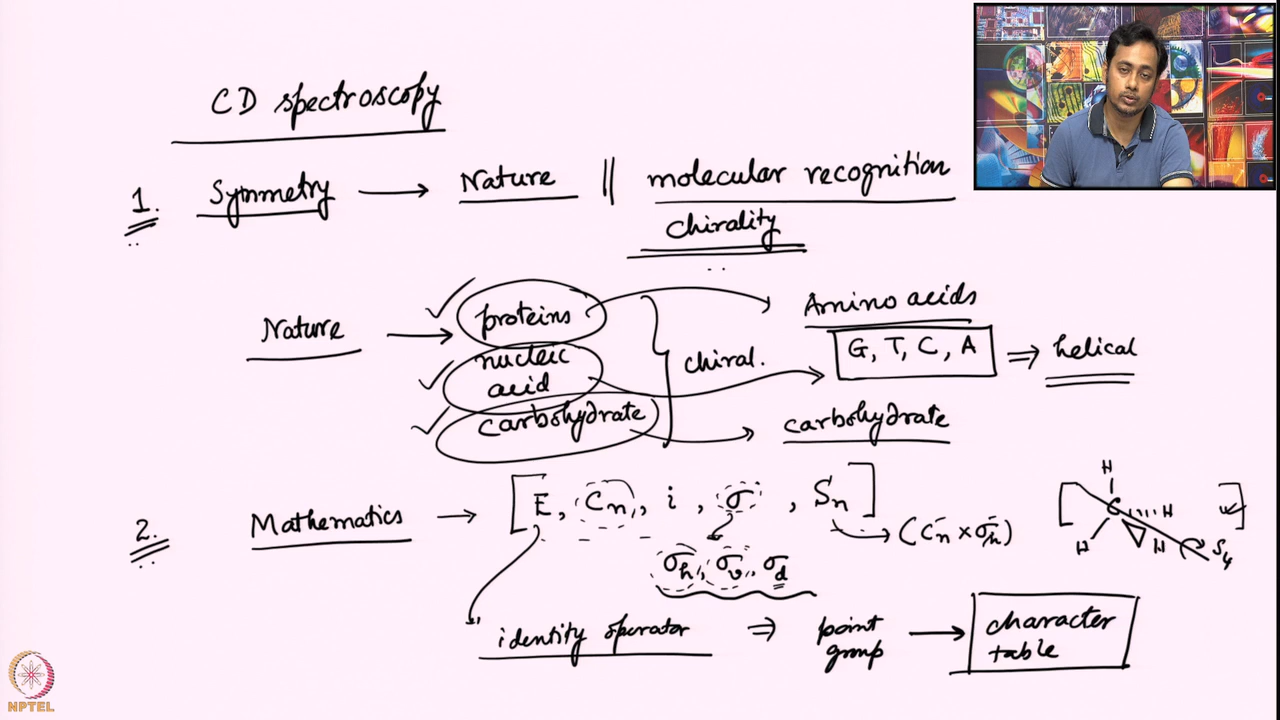 CD spectroscopy
1. Symmetry → Nature || molecular recognition
chirality
Nature → proteins
nucleic
acid
carbohydrate
chiral.
Amino acids
G, T, C, A ⇒ helical
carbohydrate
2. Mathematics → [E, Cn, i, σ, Sn]
(Cn × σh)
σh, σv, σd
H
C H
H H S4
identity operator ⇒ point
group → character
table
NPTEL